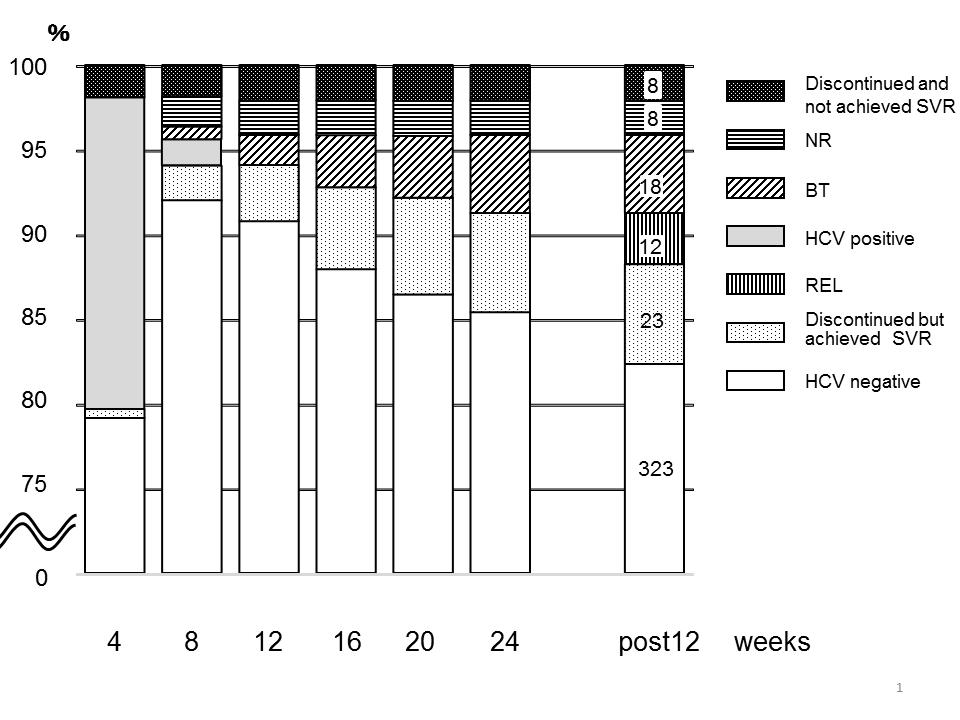 %
100
95
90
85
80
75
0
8
8
18
12
23
323
Discontinued and
not achieved SVR
NR
BT
HCV positive
REL
Discontinued but
achieved SVR
HCV negative
4 8 12 16 20 24 post12 weeks
1